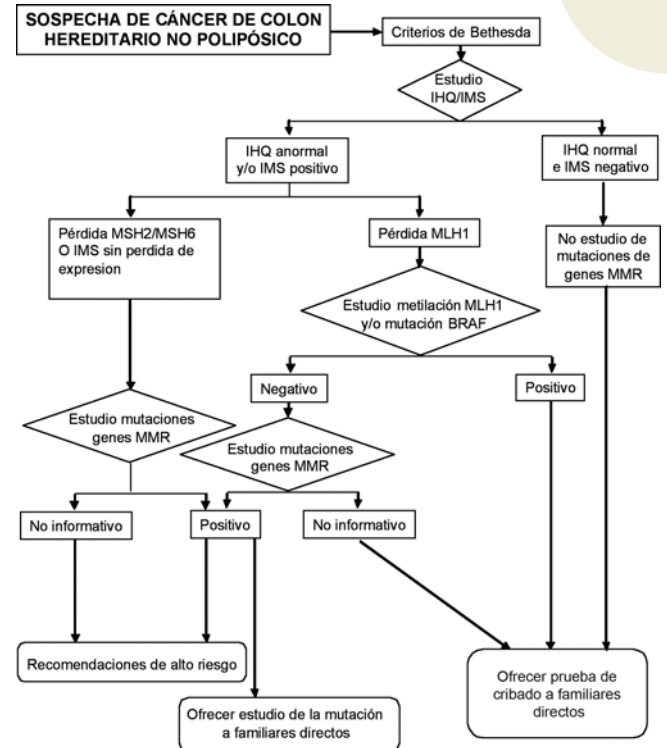 SOSPECHA DE CÁNCER DE COLON
HEREDITARIO NO POLIPÓSICO
Criterios de Bethesda
Estudio
IHQ/IMS
IHQ anormal
y/o IMS positivo
IHQ normal
e IMS negativo
Pérdida MSH2/MSH6
O IMS sin perdida de
expresion
Pérdida MLH1
No estudio de
mutaciones de
genes MMR
Estudio metilación MLH1
y/o mutación BRAF
Negativo
Positivo
Estudio mutaciones
genes MMR
Estudio mutaciones
genes MMR
No informativo
Positivo
No informativo
Recomendaciones de alto riesgo
Ofrecer prueba de
cribado a familiares
directos
Ofrecer estudio de la mutación
a familiares directos